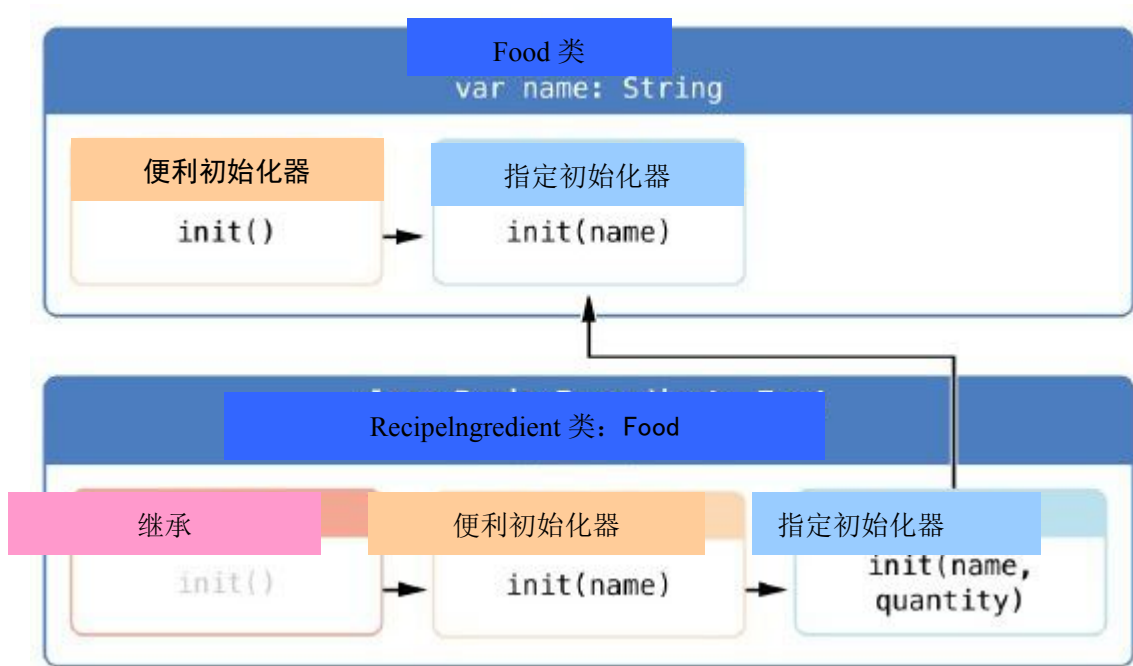 Food 类
var name: String
便利初始化器
指定初始化器
init()
init(name)
Recipelngredient 类：Food
继承
便利初始化器
指定初始化器
init()
init(name)
init(name,
quantity)